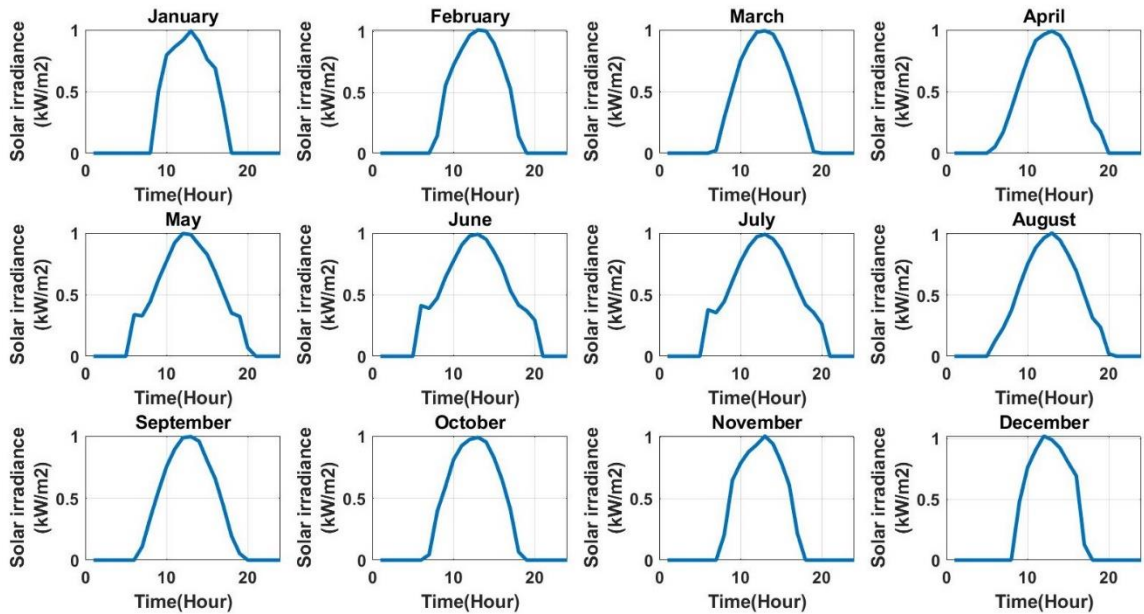 January
Solar irradiance
(kW/m2)
1
0.5
0
0 10 20
Time(Hour)
February
Solar irradiance
(kW/m2)
1
0.5
0
0 10 20
Time(Hour)
March
Solar irradiance
(kW/m2)
1
0.5
0
0 10 20
Time(Hour)
April
Solar irradiance
(kW/m2)
1
0.5
0
0 10 20
Time(Hour)
May
Solar irradiance
(kW/m2)
1
0.5
0
0 10 20
Time(Hour)
June
Solar irradiance
(kW/m2)
1
0.5
0
0 10 20
Time(Hour)
July
Solar irradiance
(kW/m2)
1
0.5
0
0 10 20
Time(Hour)
August
Solar irradiance
(kW/m2)
1
0.5
0
0 10 20
Time(Hour)
September
Solar irradiance
(kW/m2)
1
0.5
0
0 10 20
Time(Hour)
October
Solar irradiance
(kW/m2)
1
0.5
0
0 10 20
Time(Hour)
November
Solar irradiance
(kW/m2)
1
0.5
0
0 10 20
Time(Hour)
December
Solar irradiance
(kW/m2)
1
0.5
0
0 10 20
Time(Hour)